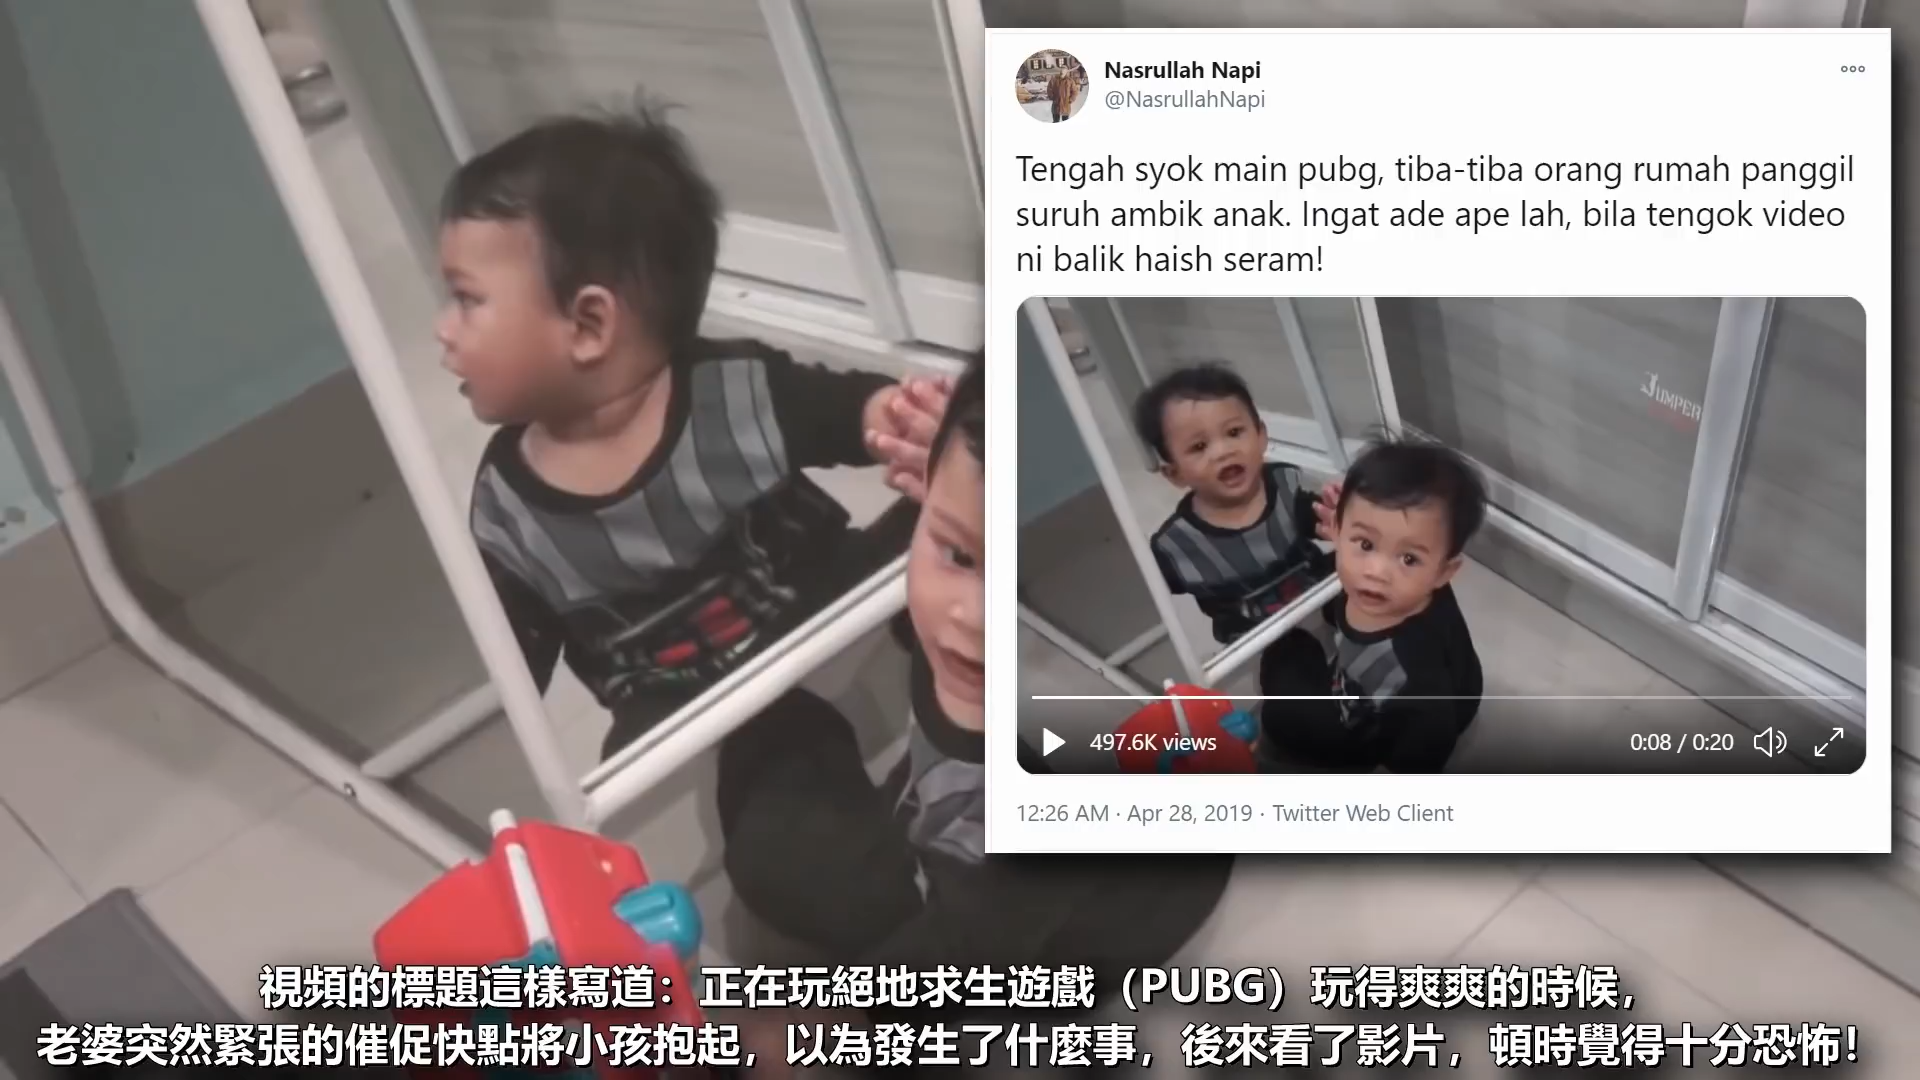 Nasrullah Napi
@NasrullahNapi
Tengah syok main pubg, tiba-tiba orang rumah panggil
suruh ambik anak. Ingat ade ape lah, bila tengok video
ni balik haish seram!
JUMPER
497.6K views
0:08 / 0:20
12:26 AM · Apr 28, 2019 · Twitter Web Client
視頻的標題這樣寫道：正在玩絕地求生遊戲（PUBG）玩得爽爽的時候，
老婆突然緊張的催促快點將小孩抱起，以為發生了什麼事，後來看了影片，頓時覺得十分恐怖！